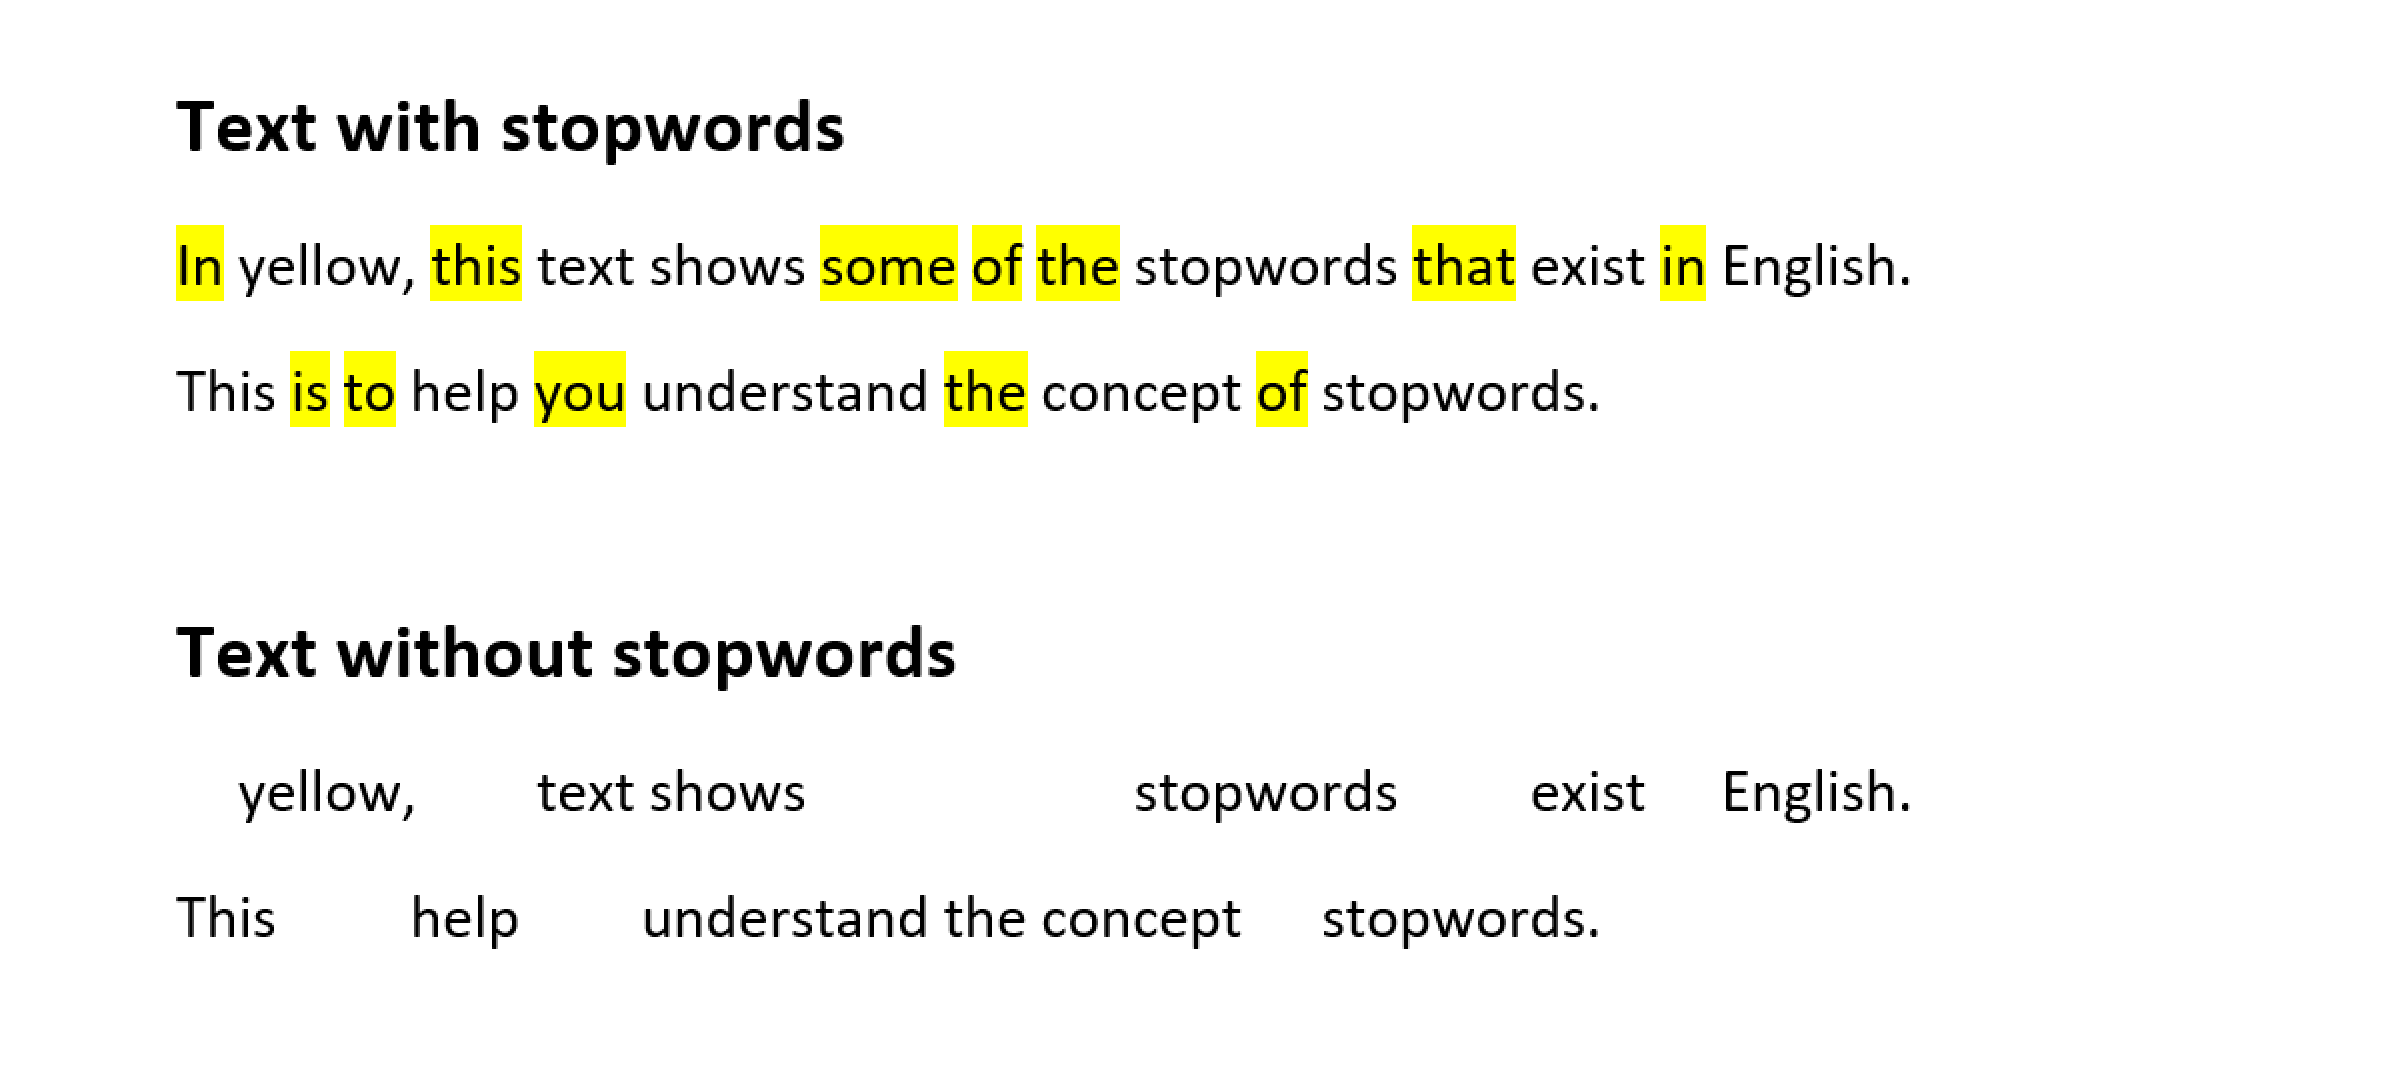 Text with stopwords
In yellow, this text shows some of the stopwords that exist in English.
This is to help you understand the concept of stopwords.
Text without stopwords
yellow, text shows stopwords exist English.
This help understand the concept stopwords.